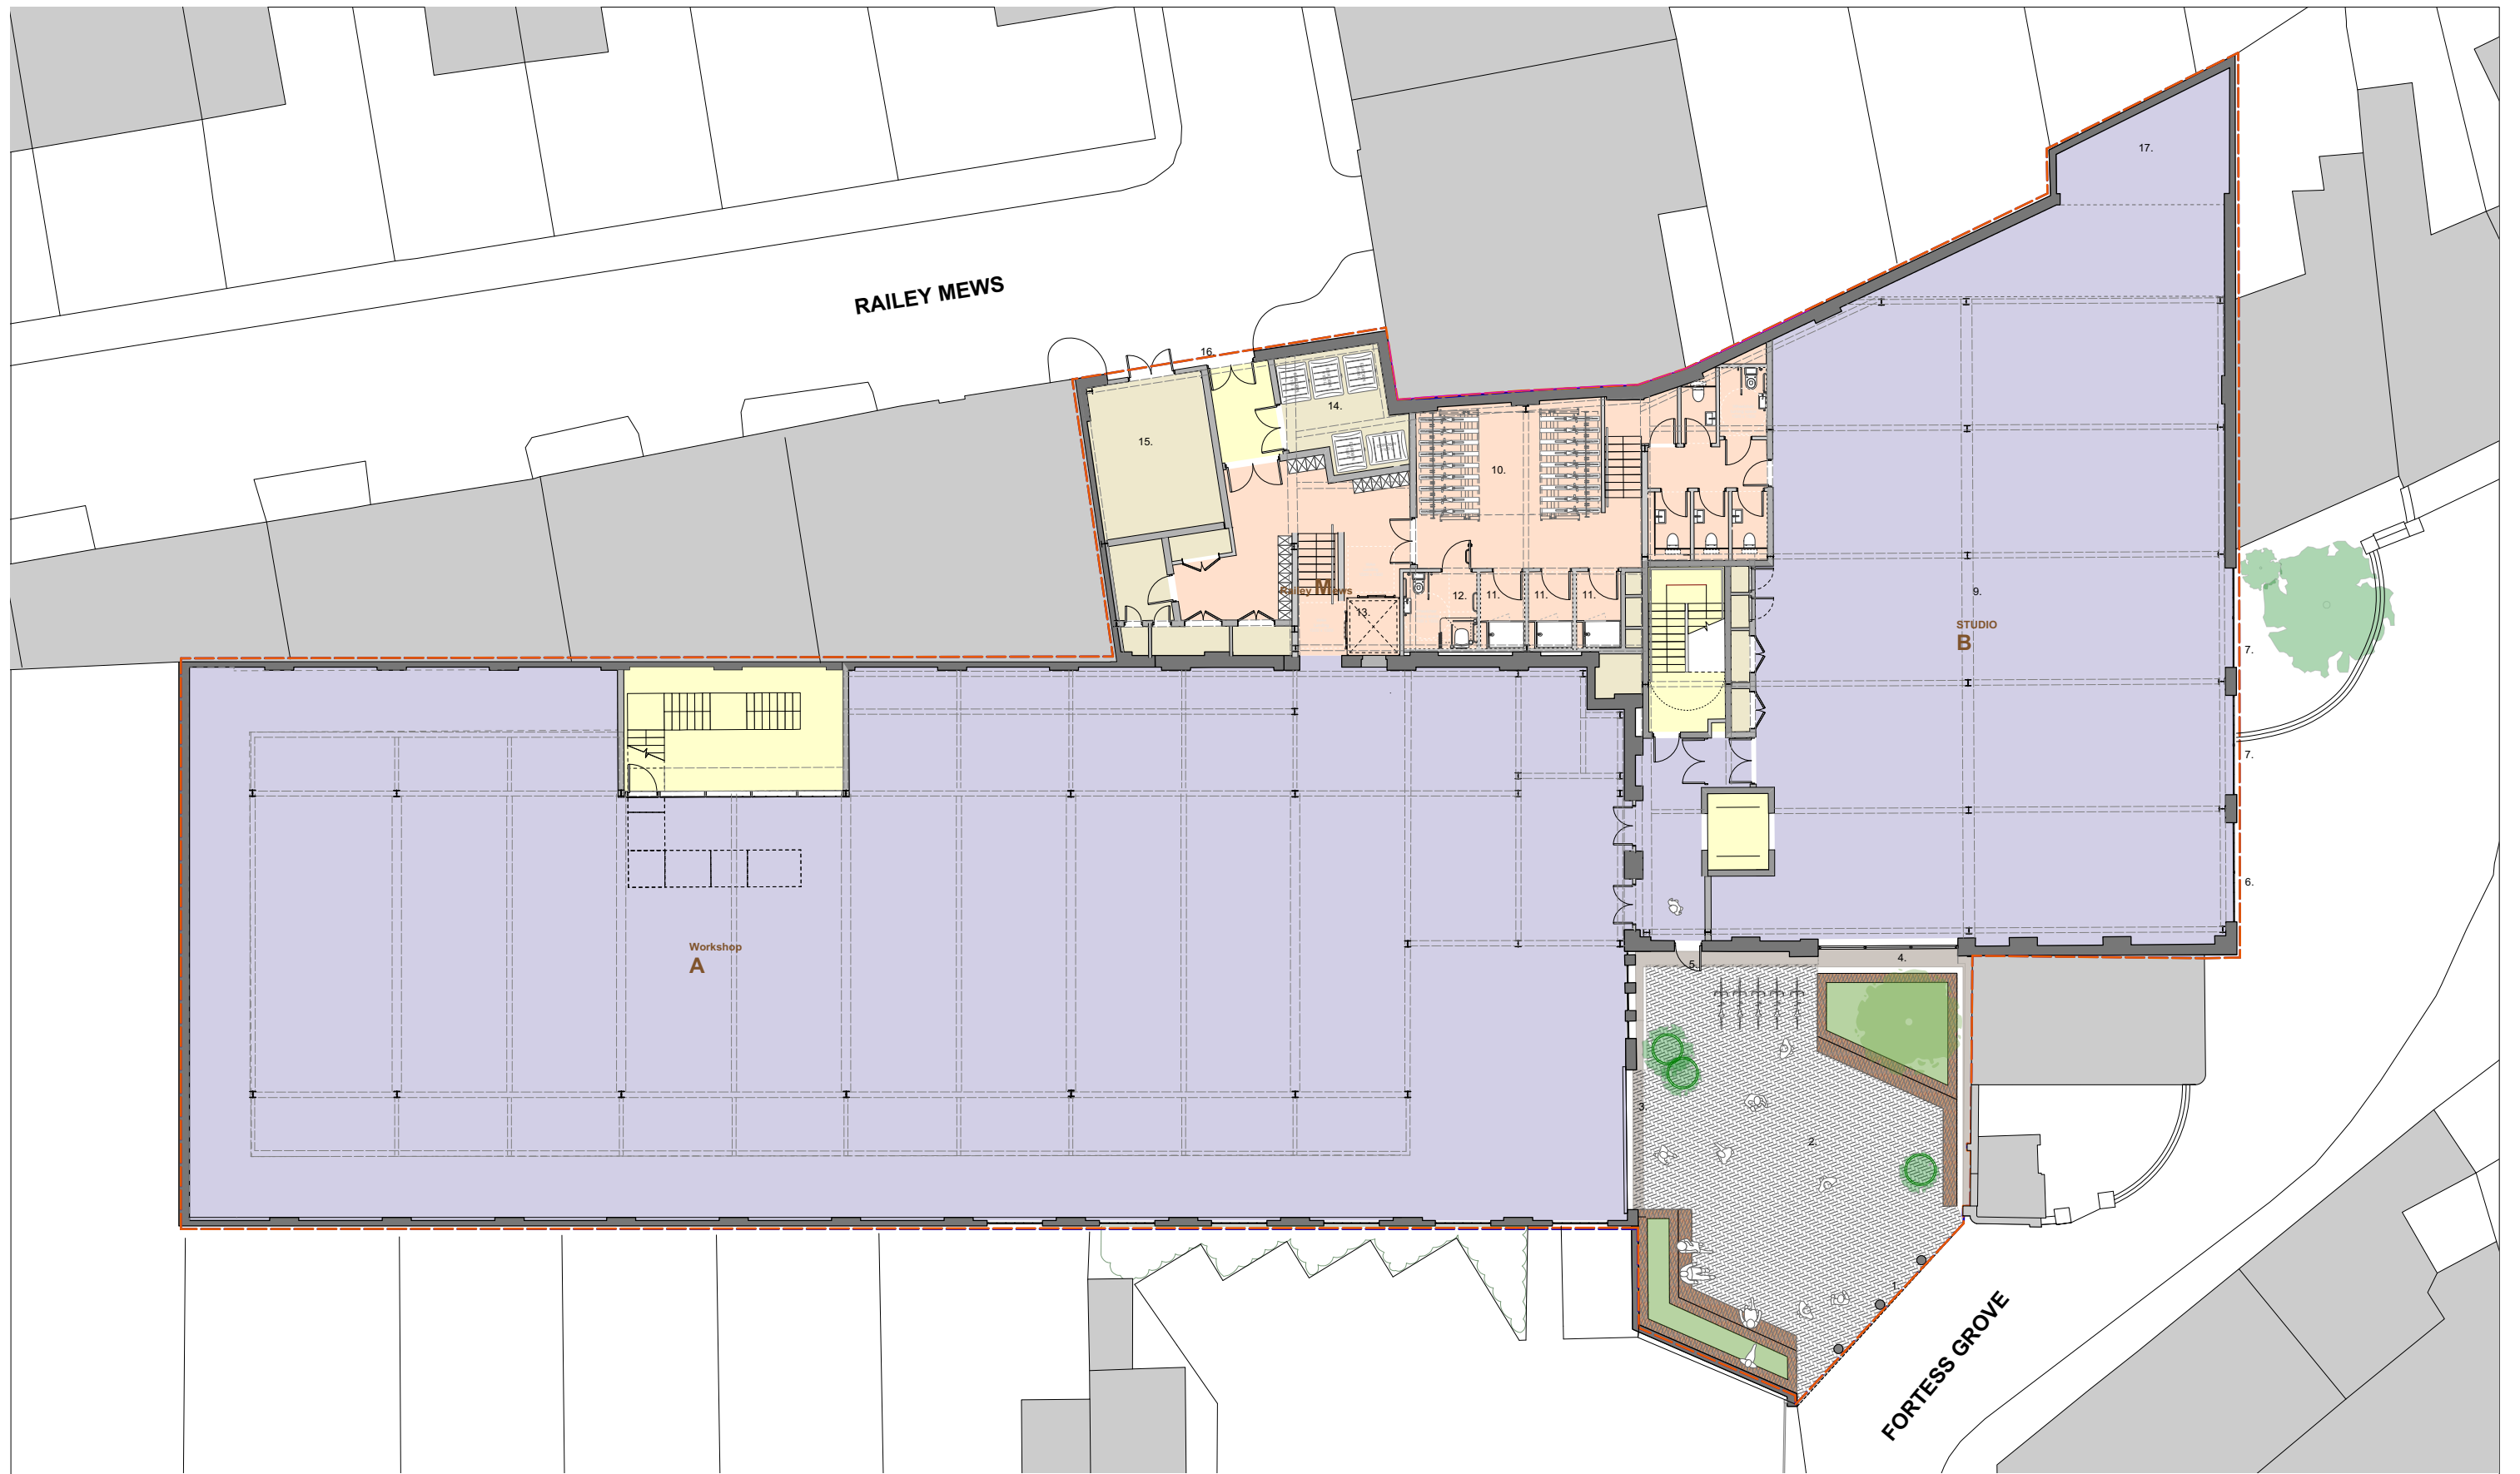 17.
RAILEY MEWS
16.
14.
15.
10.
9.
Railey Mews
12.
11.
11.
11.
13.
STUDIO
B
7.
7.
6.
Workshop
A
5.
4.
3.
2.
1.
FORTESS GROVE